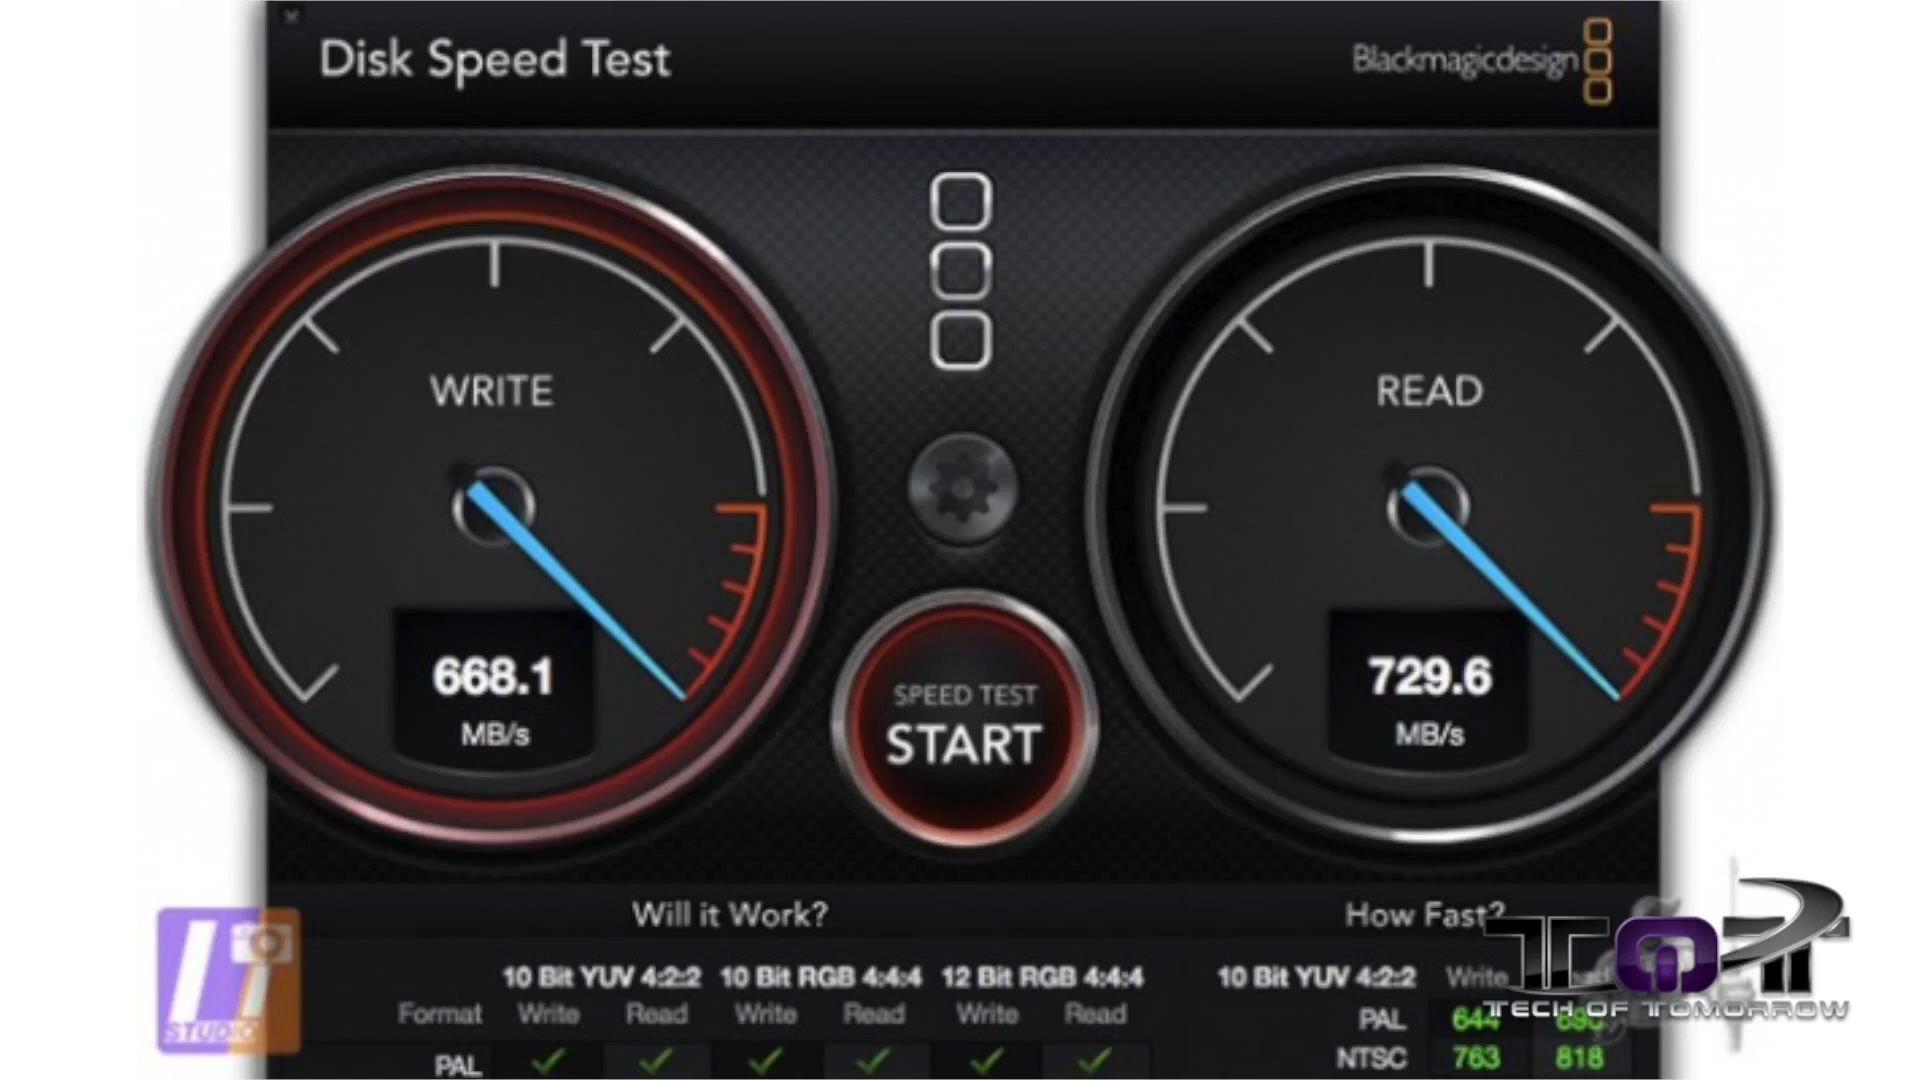 Disk Speed Test
Blackmagicdesign
WRITE
READ
668.1
MB/s
729.6
MB/s
SPEED TEST
START
Will it Work?
How Fast?
10 Bit YUV 4:2:2 10 Bit RGB 4:4:4 12 Bit RGB 4:4:4
Format Write Read Write Read Write Read
PAL
10 Bit YUV 4:2:2 Write
PAL 644
NTSC 763 818
STUDIO
TOT
TECH OF TOMORROW